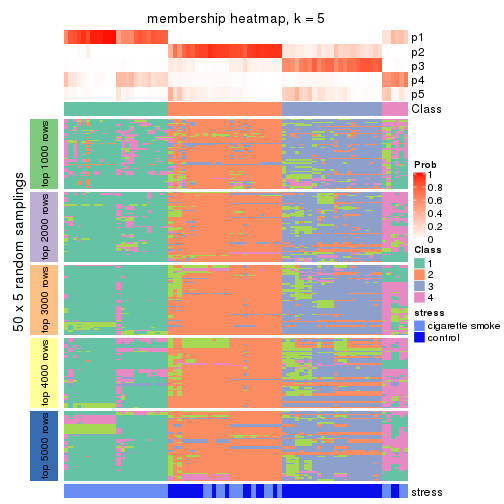 membership heatmap, k = 5
p1
p2
p3
p4
p5
Class
50 x 5 random samplings
top 1000 rows
top 2000 rows
top 3000 rows
top 4000 rows
top 5000 rows
stress
Prob
1
0.8
0.6
0.4
0.2
0
Class
1
2
3
4
stress
cigarette smoke
control